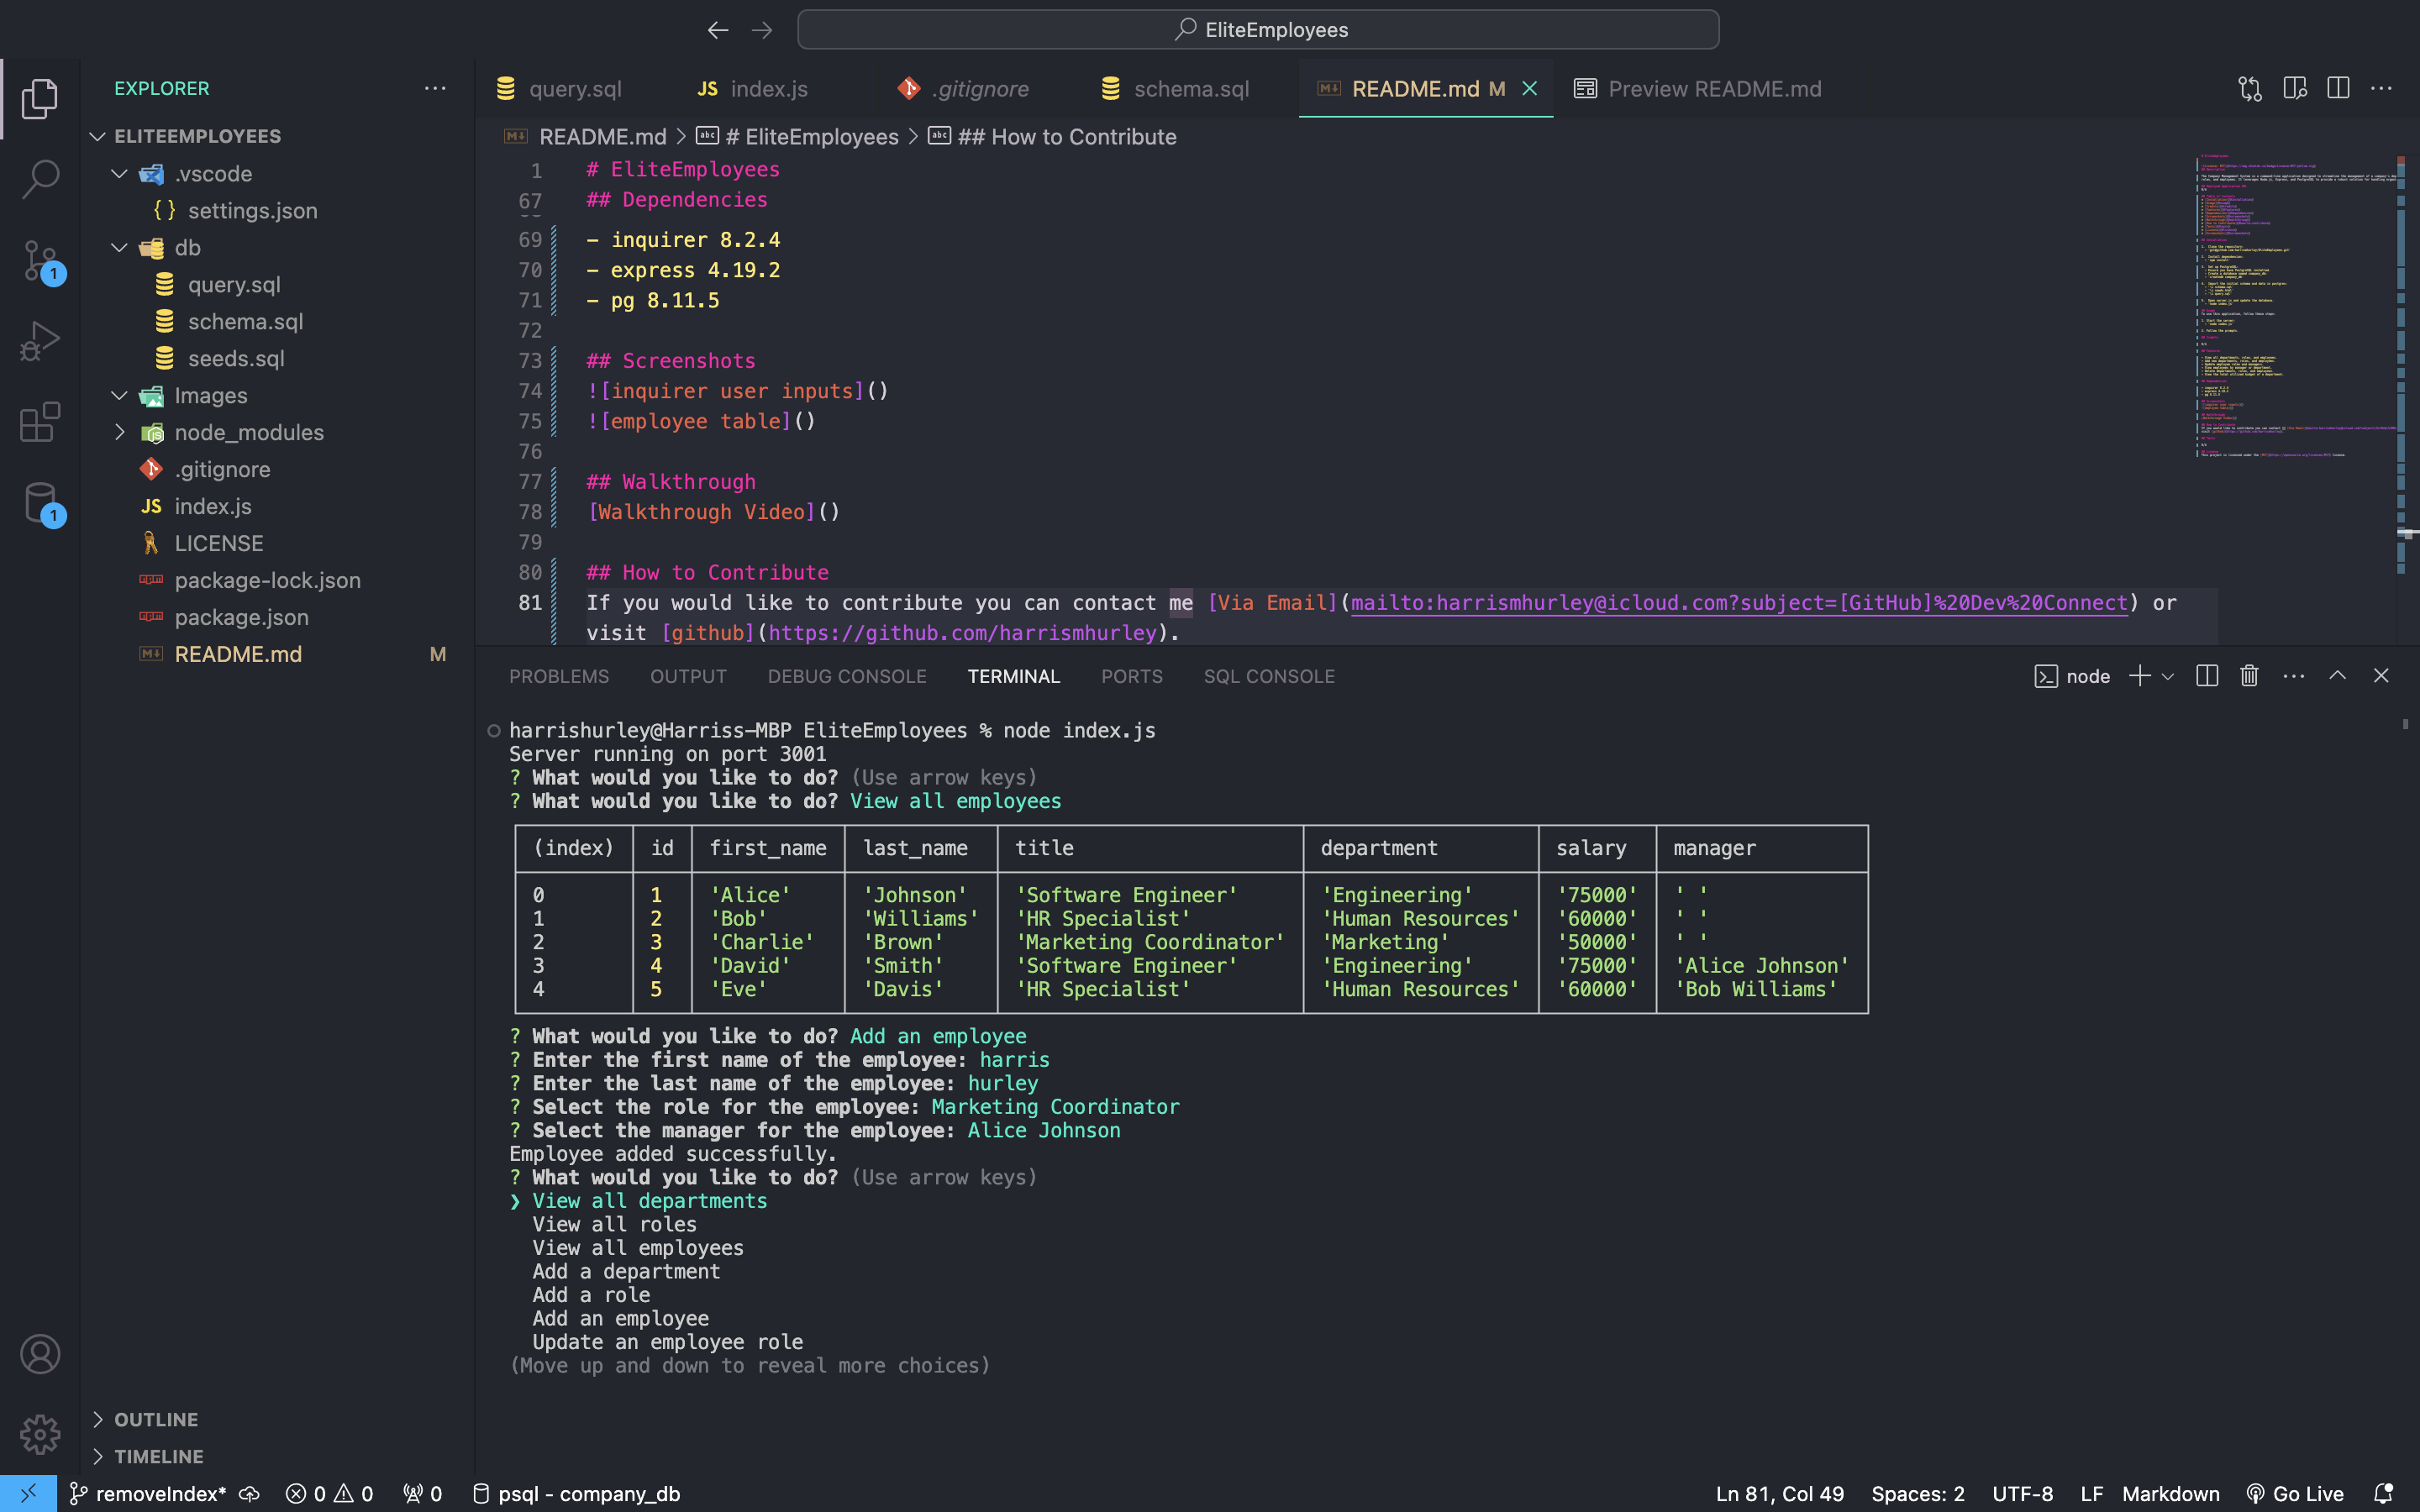 EliteEmployees
EXPLORER
query.sql
index.js
.gitignore
schema.sql
README.md M
Preview README.md
README.md > # EliteEmployees > ## How to Contribute
ELITEEMPLOYEES
.vscode
settings.json
db
query.sql
schema.sql
seeds.sql
Images
node_modules
.gitignore
index.js
LICENSE
package-lock.json
package.json
README.md M
OUTLINE
TIMELINE
1
1
1 # EliteEmployees
67 ## Dependencies
69 - inquirer 8.2.4
70 - express 4.19.2
71 - pg 8.11.5
72
73 ## Screenshots
74 ![inquirer user inputs]()
75 ![employee table]()
76
77 ## Walkthrough
78 [Walkthrough Video]()
79
80 ## How to Contribute
81 If you would like to contribute you can contact me [Via Email](mailto:harrismhurley@icloud.com?subject=[GitHub]%20Dev%20Connect) or
visit [github](https://github.com/harrismhurley).
PROBLEMS OUTPUT DEBUG CONSOLE TERMINAL PORTS SQL CONSOLE
node
harrishurley@Harriss-MBP EliteEmployees % node index.js
Server running on port 3001
? What would you like to do? (Use arrow keys)
? What would you like to do? View all employees
(index) id first_name last_name title department salary manager
0 1 'Alice' 'Johnson' 'Software Engineer' 'Engineering' '75000' ' '
1 2 'Bob' 'Williams' 'HR Specialist' 'Human Resources' '60000' ' '
2 3 'Charlie' 'Brown' 'Marketing Coordinator' 'Marketing' '50000' ' '
3 4 'David' 'Smith' 'Software Engineer' 'Engineering' '75000' 'Alice Johnson'
4 5 'Eve' 'Davis' 'HR Specialist' 'Human Resources' '60000' 'Bob Williams'
? What would you like to do? Add an employee
? Enter the first name of the employee: harris
? Enter the last name of the employee: hurley
? Select the role for the employee: Marketing Coordinator
? Select the manager for the employee: Alice Johnson
Employee added successfully.
? What would you like to do? (Use arrow keys)
❯ View all departments
View all roles
View all employees
Add a department
Add a role
Add an employee
Update an employee role
(Move up and down to reveal more choices)
removeIndex* 0 0 0 psql - company_db Ln 81, Col 49 Spaces: 2 UTF-8 LF Markdown Go Live